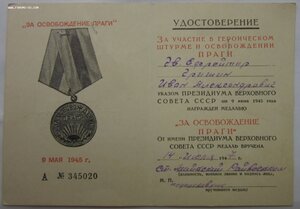 "ЗА ОСВОБОЖДЕНИЕ ПРАГИ"
9 МАЯ 1945 г.
А № 345020
УДОСТОВЕРЕНИЕ
ЗА УЧАСТИЕ В ГЕРОИЧЕСКОМ
ШТУРМЕ И ОСВОБОЖДЕНИИ
ПРАГИ
Гв. Ефрейтор
Иван Александрович
УКАЗОМ ПРЕЗИДИУМА ВЕРХОВНОГО
СОВЕТА СССР от 9 июня 1945 года
НАГРАЖДЕН МЕДАЛЬЮ
"ЗА ОСВОБОЖДЕНИЕ
ПРАГИ"
От имени ПРЕЗИДИУМА ВЕРХОВНОГО
СОВЕТА СССР МЕДАЛЬ ВРУЧЕНА
14
М. П.